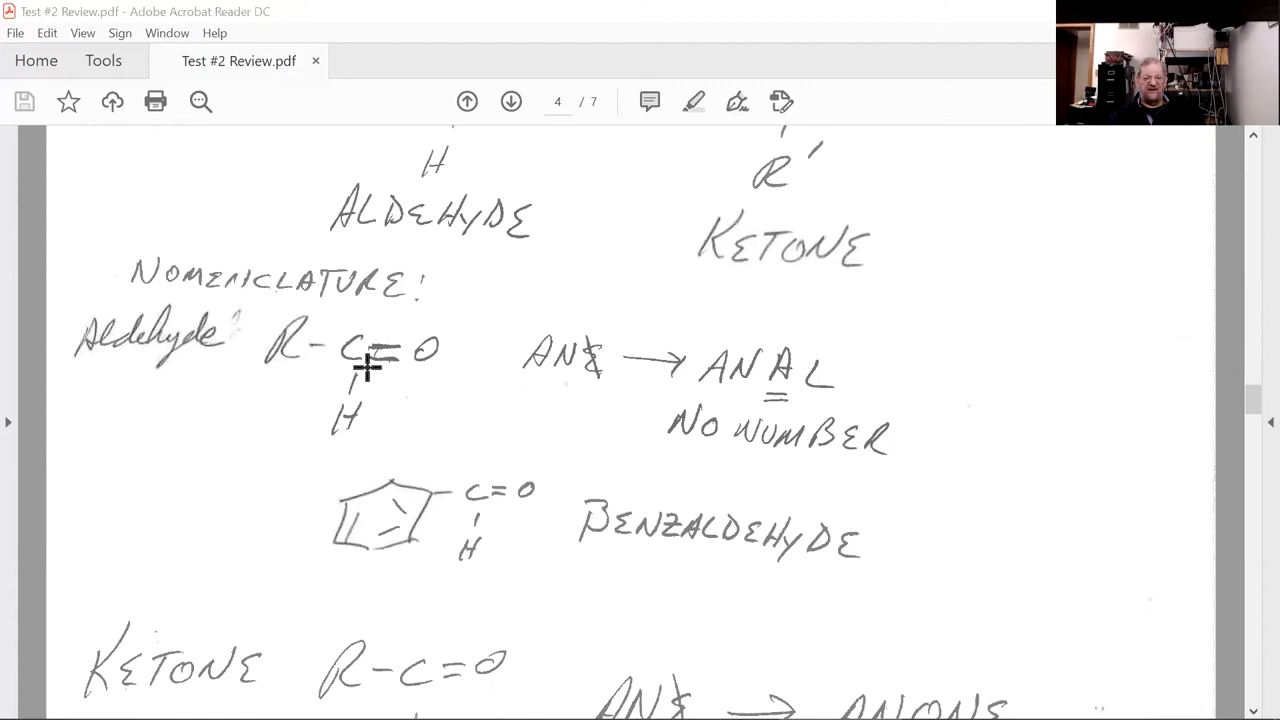 Test #2 Review.pdf - Adobe Acrobat Reader DC
File Edit View Sign Window Help
Home Tools Test #2 Review.pdf ×
4 / 7
H
R'
ALDEHYDE
KETONE
NOMENCLATURE:
Aldehyde: R - C = O
H
ANE → ANAL
NO NUMBER
C = O
H
BENZALDEHYDE
KETONE R - C = O
ANE → ANONE